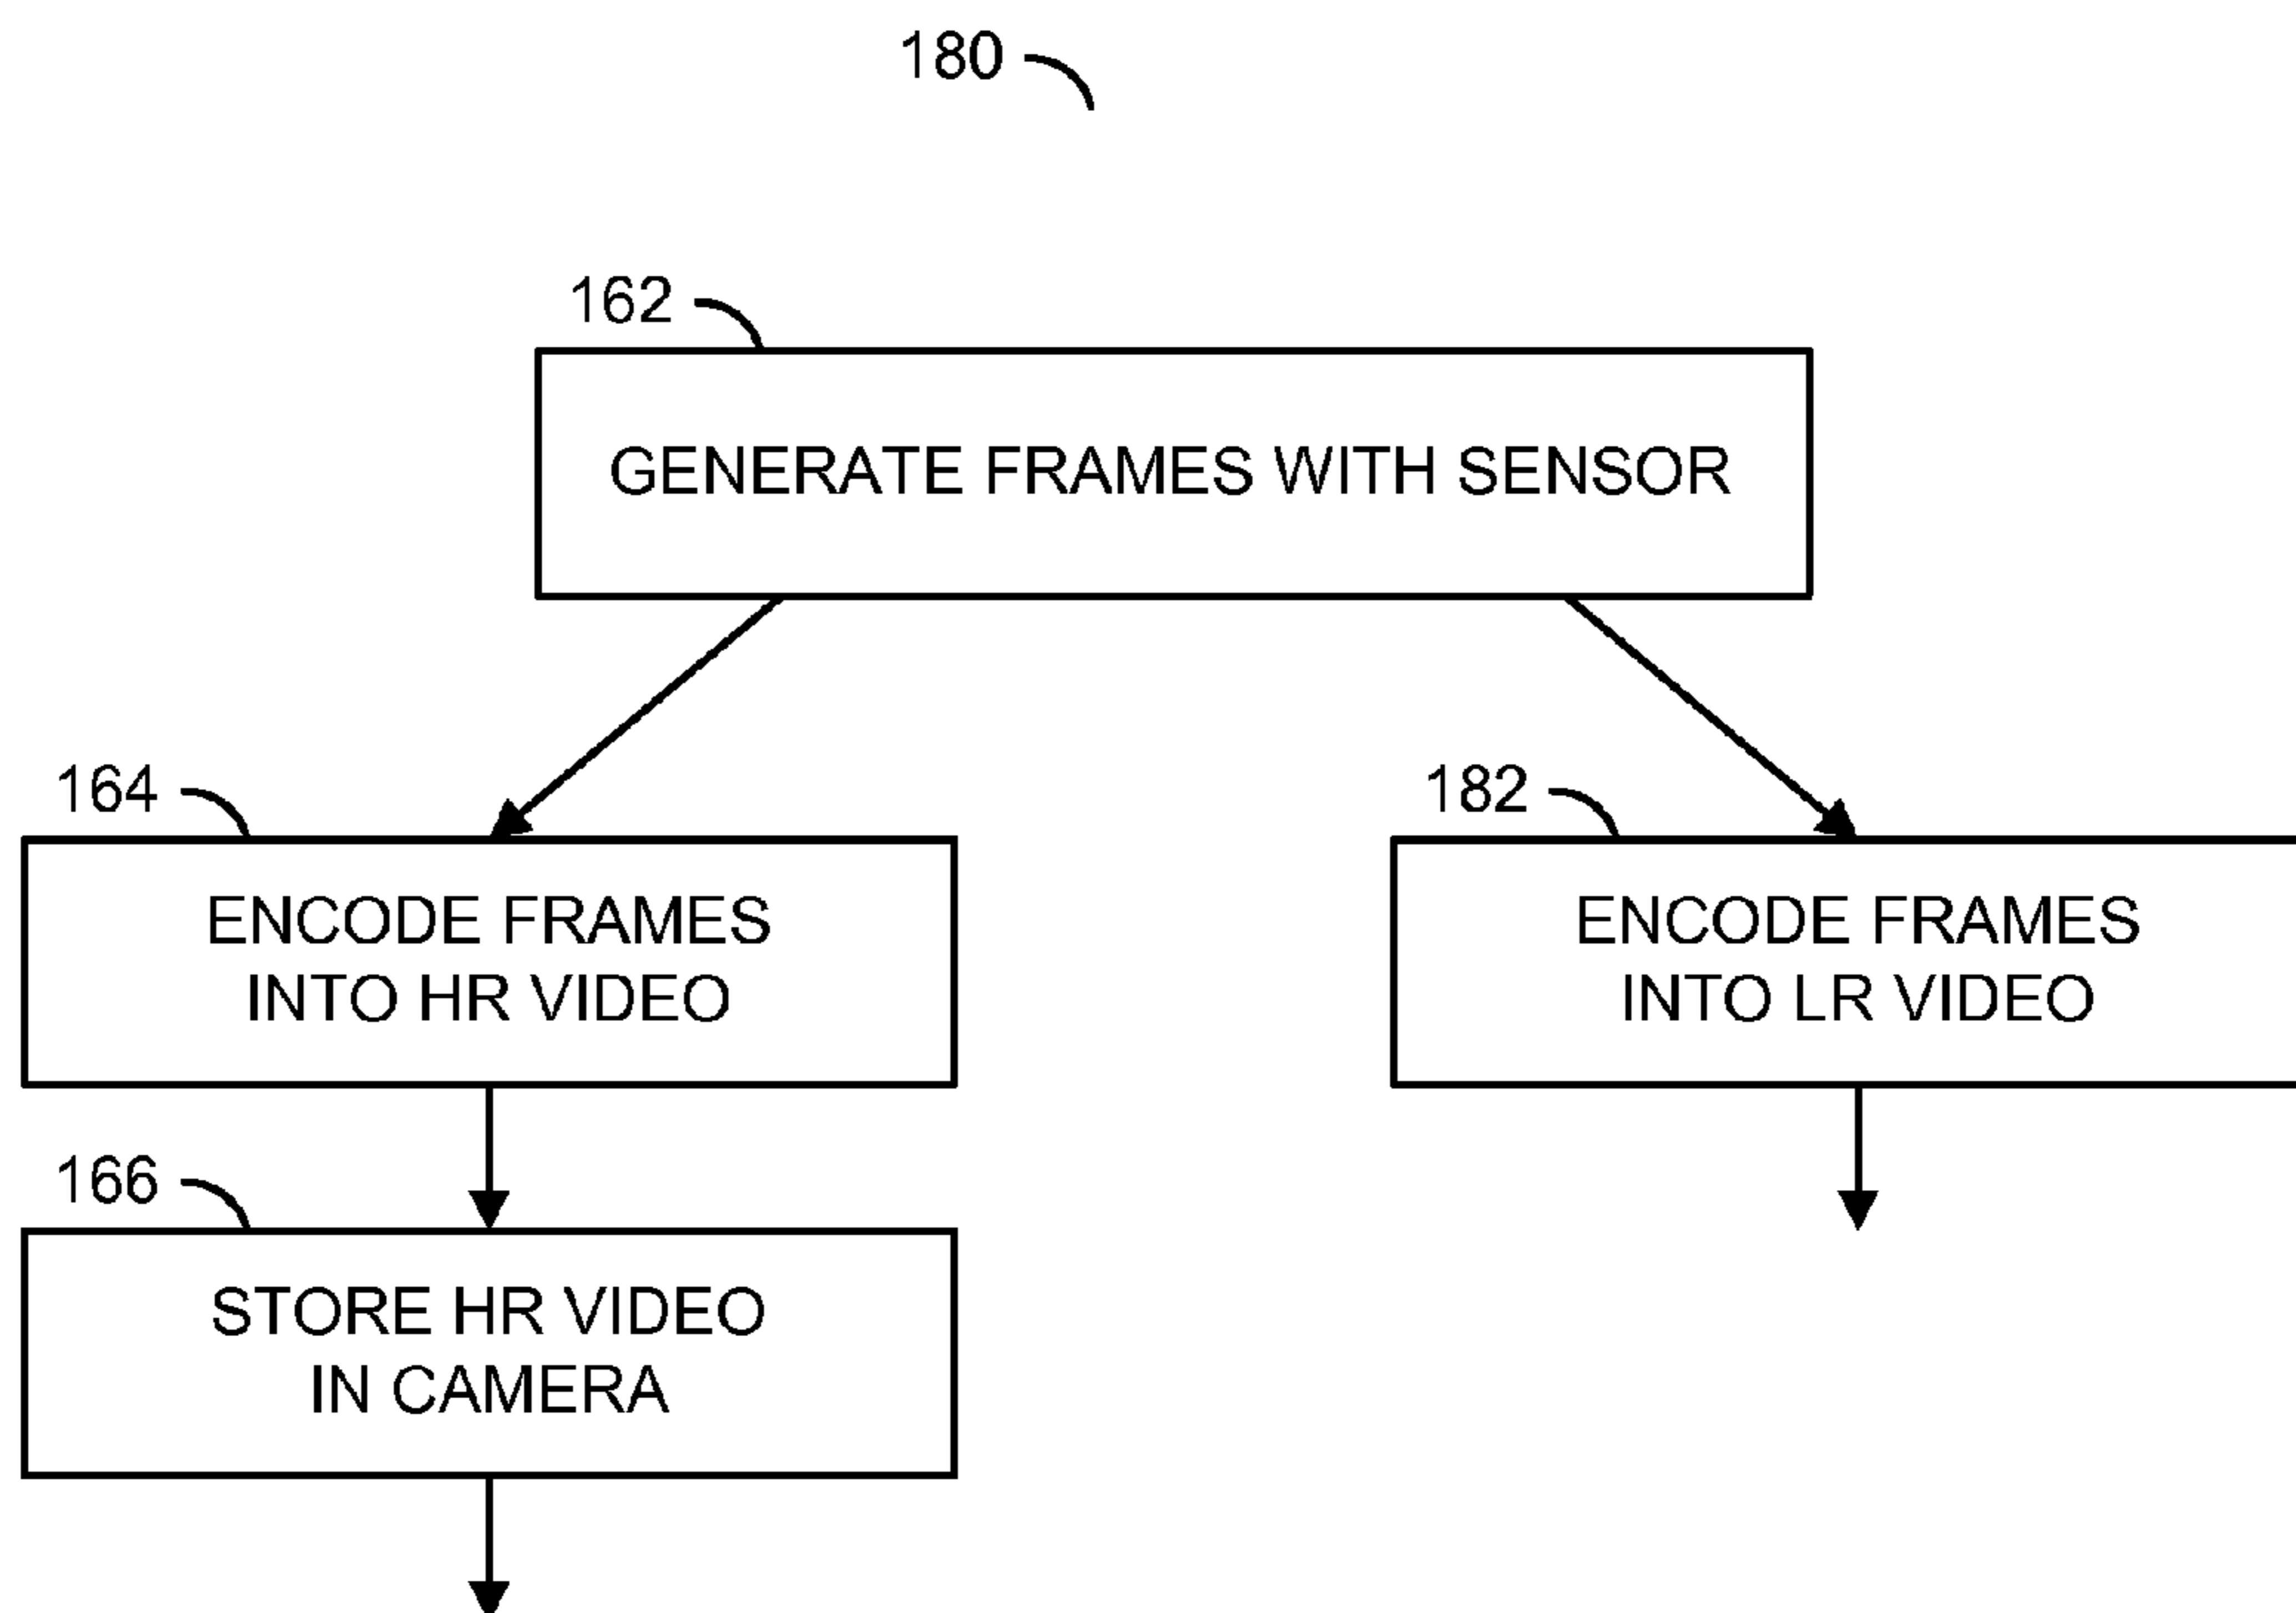 180
162
GENERATE FRAMES WITH SENSOR
164
ENCODE FRAMES
INTO HR VIDEO
182
ENCODE FRAMES
INTO LR VIDEO
166
STORE HR VIDEO
IN CAMERA